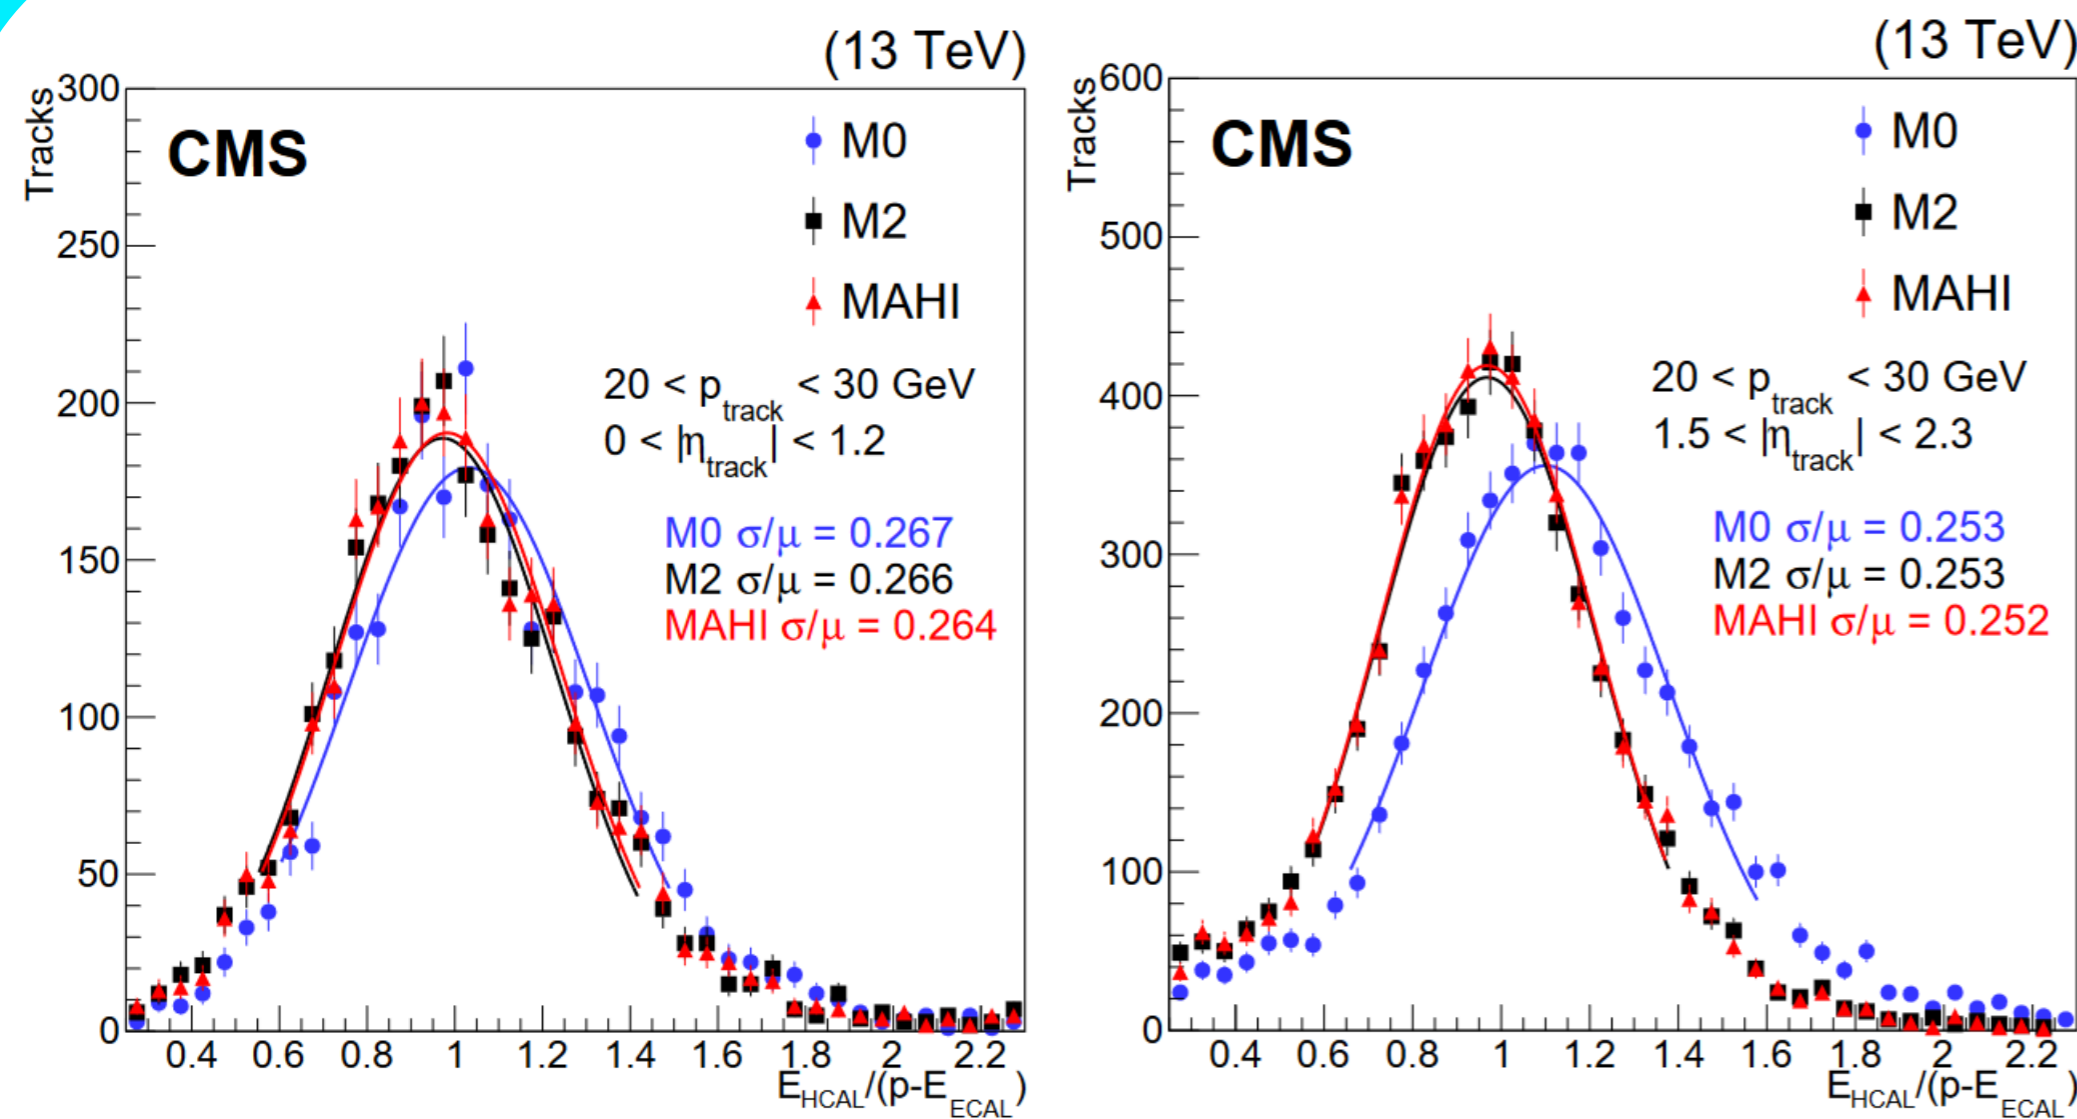 (13 TeV)
Tracks
300
250
200
150
100
50
0
CMS
M0
M2
MAHI
20 < p_track < 30 GeV
0 < |η_track| < 1.2
M0 σ/μ = 0.267
M2 σ/μ = 0.266
MAHI σ/μ = 0.264
0.4 0.6 0.8 1 1.2 1.4 1.6 1.8 2 2.2
E_HCAL/(p-E_ECAL)
(13 TeV)
Tracks
600
500
400
300
200
100
0
CMS
M0
M2
MAHI
20 < p_track < 30 GeV
1.5 < |η_track| < 2.3
M0 σ/μ = 0.253
M2 σ/μ = 0.253
MAHI σ/μ = 0.252
0.4 0.6 0.8 1 1.2 1.4 1.6 1.8 2 2.2
E_HCAL/(p-E_ECAL)